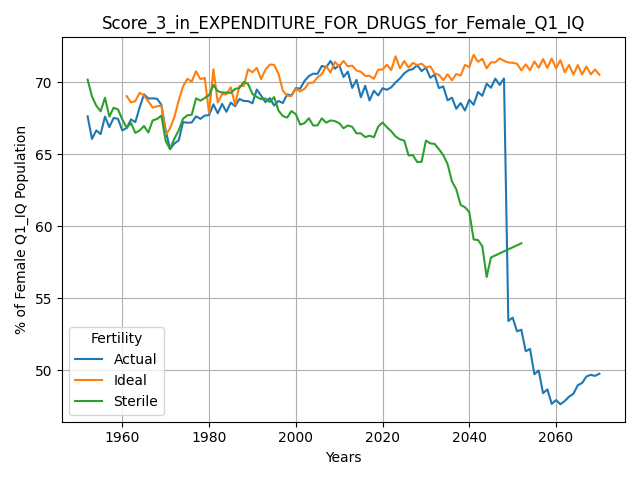 Score_3_in_EXPENDITURE_FOR_DRUGS_for_Female_Q1_IQ
% of Female Q1_IQ Population
70
65
60
55
50
Fertility
Actual
Ideal
Sterile
1960 1980 2000 2020 2040 2060
Years